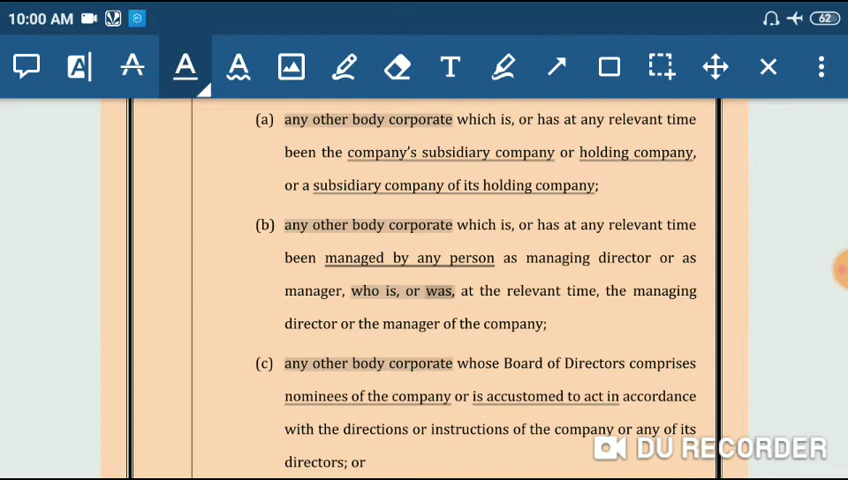 10:00 AM 62
A A A A T
(a) any other body corporate which is, or has at any relevant time
been the company’s subsidiary company or holding company,
or a subsidiary company of its holding company;
(b) any other body corporate which is, or has at any relevant time
been managed by any person as managing director or as
manager, who is, or was, at the relevant time, the managing
director or the manager of the company;
(c) any other body corporate whose Board of Directors comprises
nominees of the company or is accustomed to act in accordance
with the directions or instructions of the company or any of its
directors; or
DU RECORDER